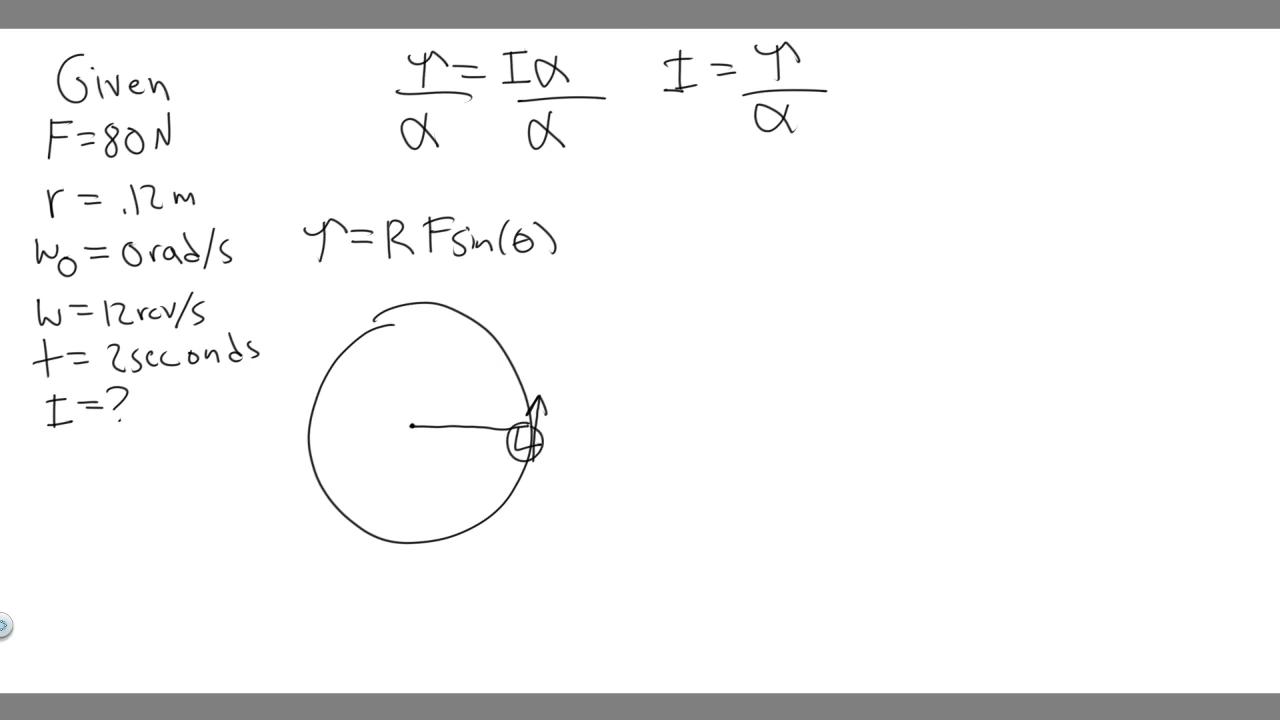 Given
F=80N
r = .12m
w₀ = 0rad/s
w=12rev/s
t= 2seconds
I=?
τ = Iα
α α
I = τ
α
τ=RFsin(θ)